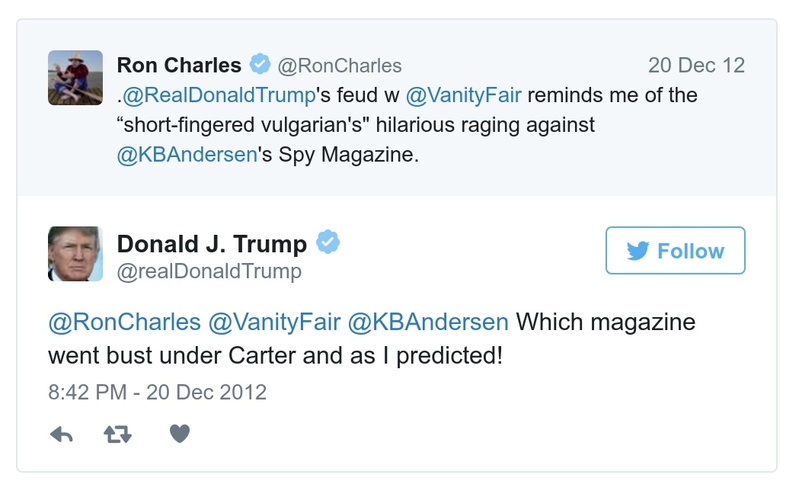 Ron Charles @RonCharles 20 Dec 12
.@RealDonaldTrump's feud w @VanityFair reminds me of the
“short-fingered vulgarian's" hilarious raging against
@KBAndersen's Spy Magazine.
Donald J. Trump
@realDonaldTrump
Follow
@RonCharles @VanityFair @KBAndersen Which magazine
went bust under Carter and as I predicted!
8:42 PM - 20 Dec 2012